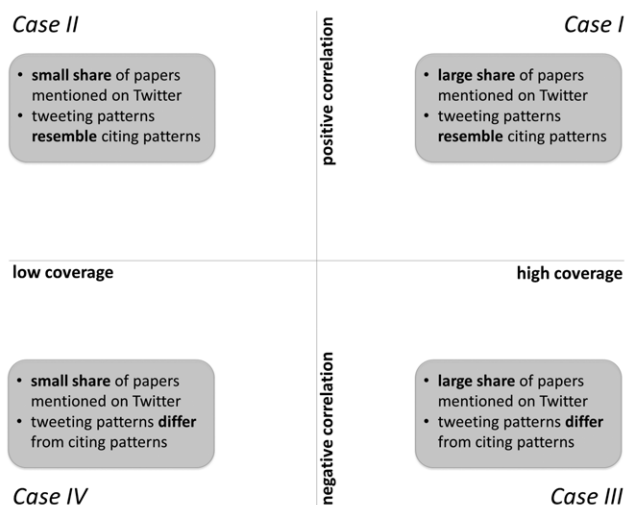 Case II
• small share of papers
mentioned on Twitter
• tweeting patterns
resemble citing patterns
positive correlation
Case I
• large share of papers
mentioned on Twitter
• tweeting patterns
resemble citing patterns
low coverage
high coverage
• small share of papers
mentioned on Twitter
• tweeting patterns differ
from citing patterns
Case IV
negative correlation
• large share of papers
mentioned on Twitter
• tweeting patterns differ
from citing patterns
Case III